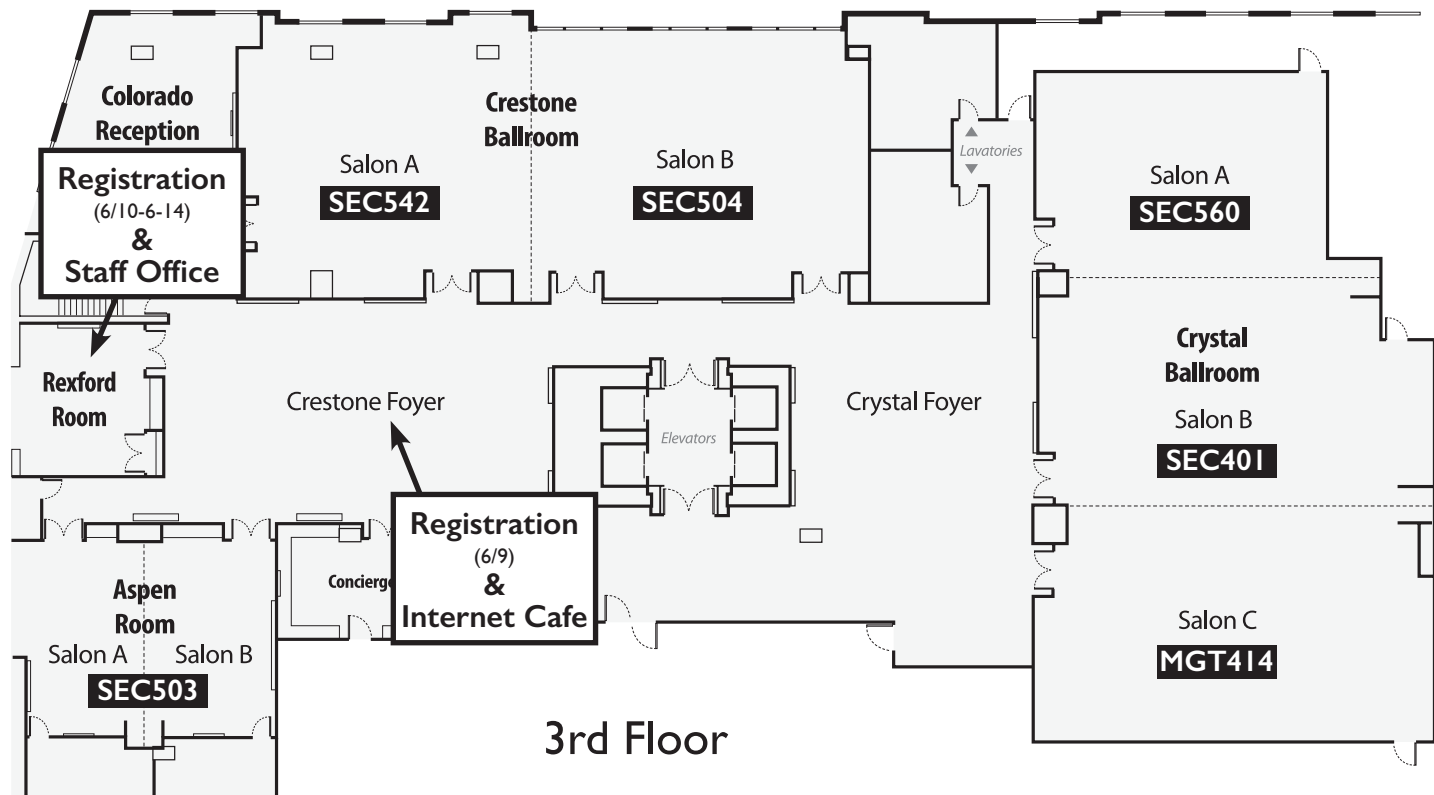 Colorado
Reception
Crestone
Ballroom
Salon A
SEC542
Salon B
SEC504
Lavatories
Salon A
SEC560
Registration
(6/10-6-14)
&
Staff Office
Rexford
Room
Crestone Foyer
Elevators
Crystal Foyer
Crystal
Ballroom
Salon B
SEC401
Registration
(6/9)
&
Internet Cafe
Concierge
Aspen
Room
Salon A
Salon B
SEC503
Salon C
MGT414
3rd Floor